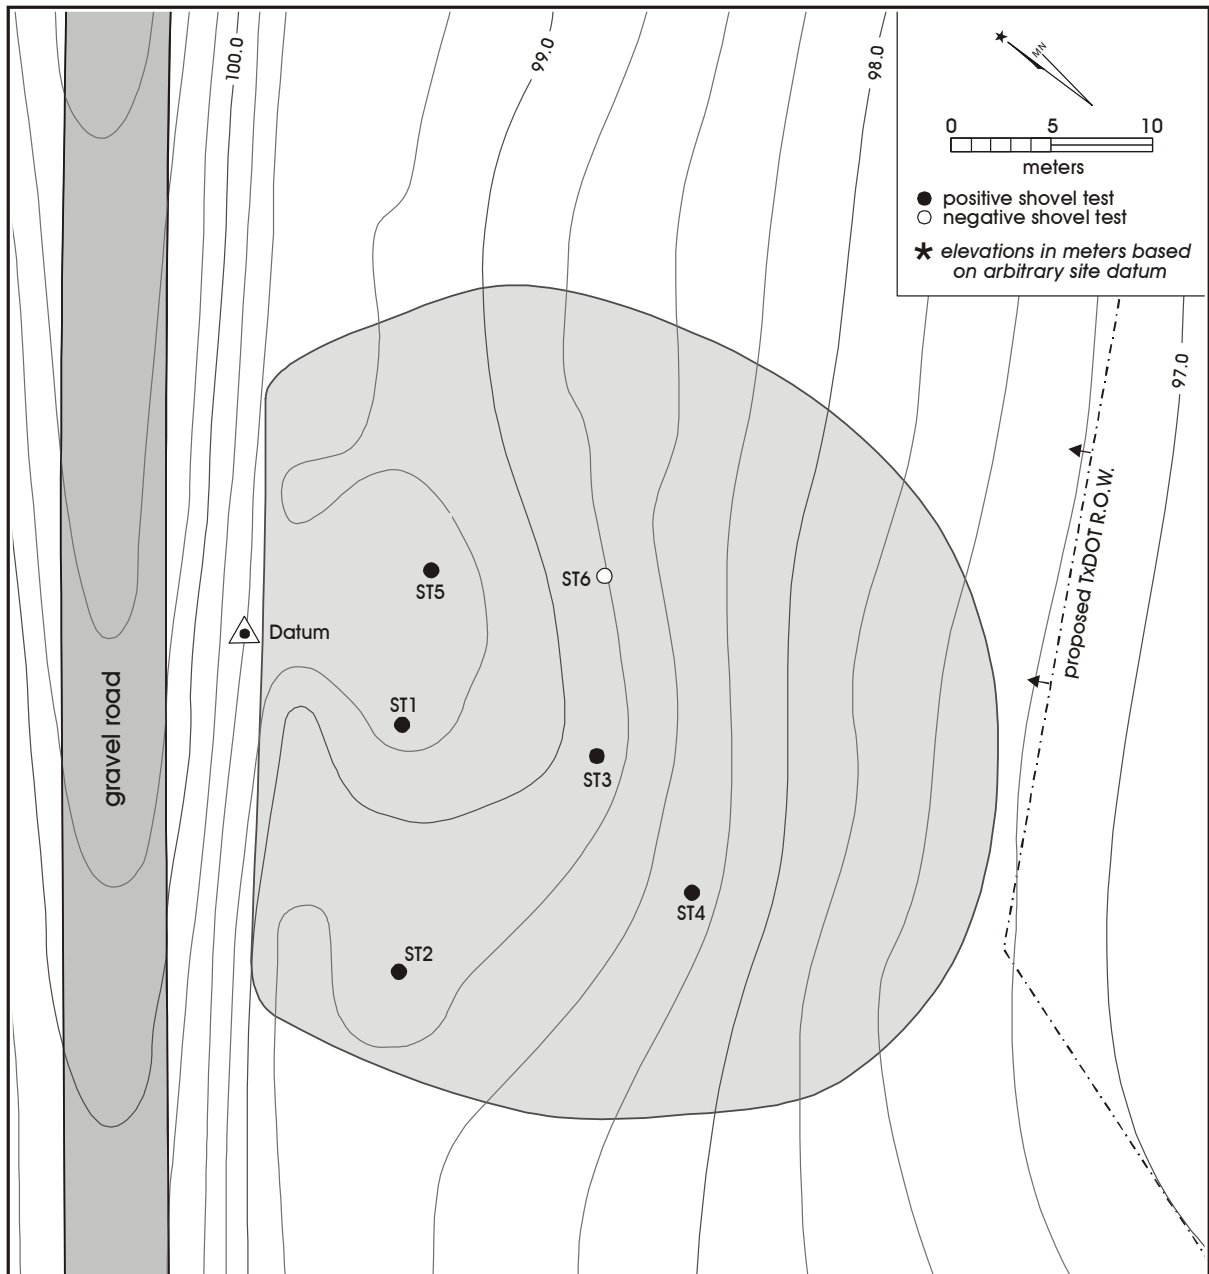 100.0
99.0
98.0
MN
0 5 10
meters
positive shovel test
negative shovel test
* elevations in meters based
on arbitrary site datum
97.0
proposed TxDOT R.O.W.
ST5
ST6
Datum
gravel road
ST1
ST3
ST4
ST2